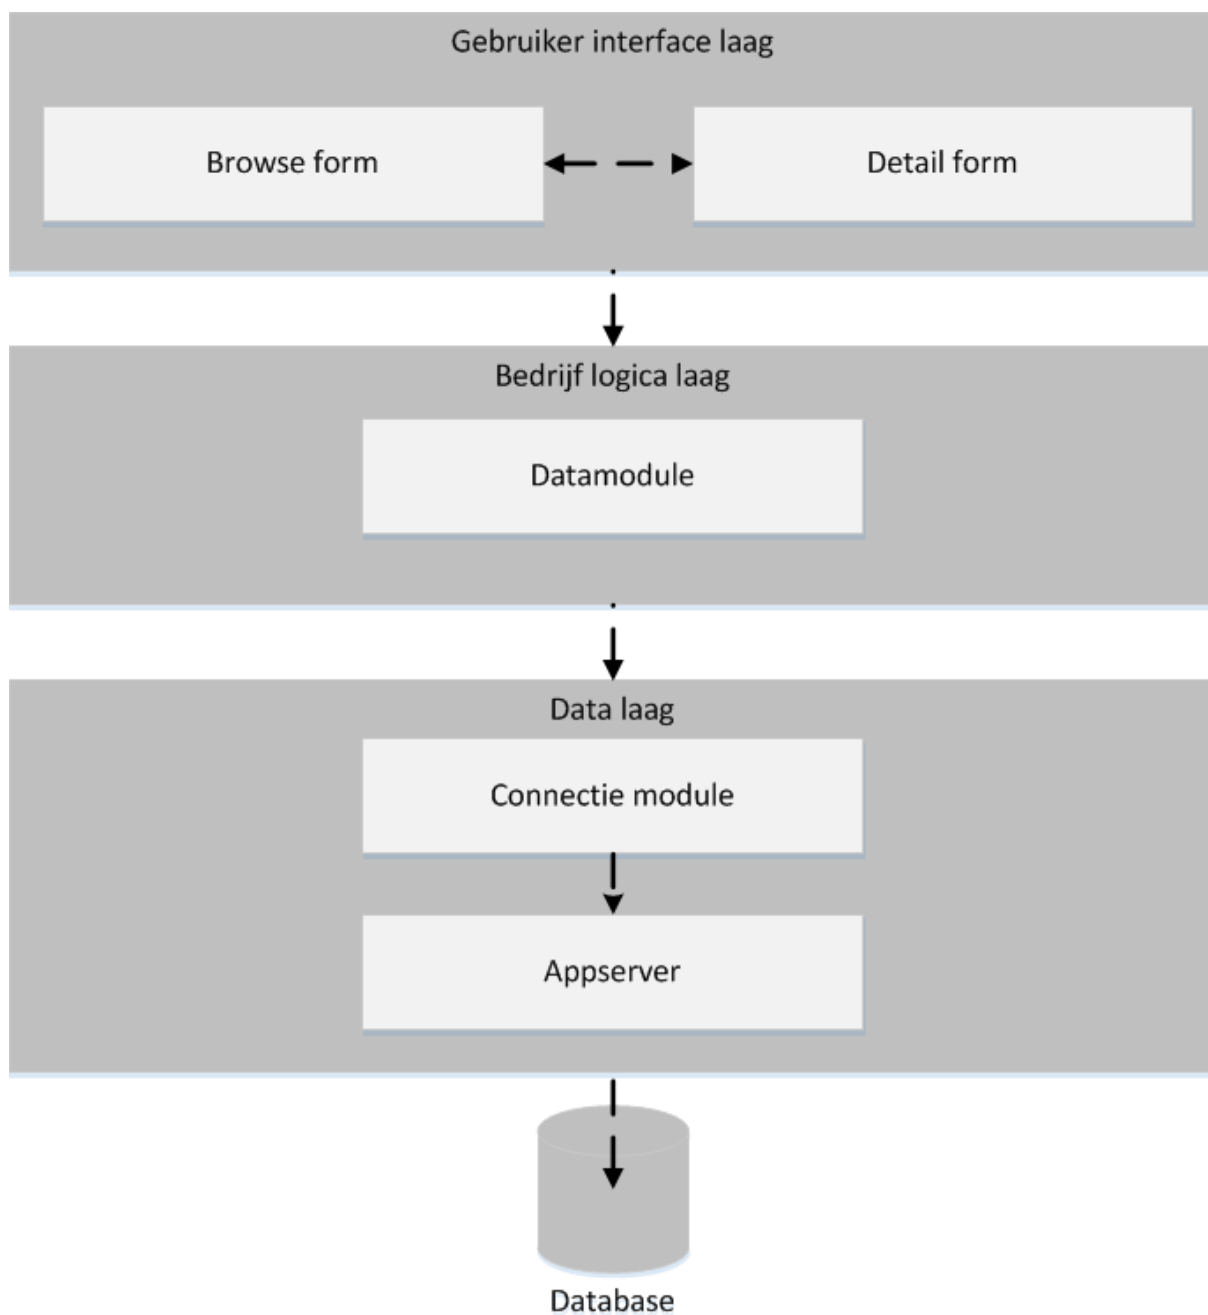 Gebruiker interface laag
Browse form
Detail form
Bedrijf logica laag
Datamodule
Data laag
Connectie module
Appserver
Database